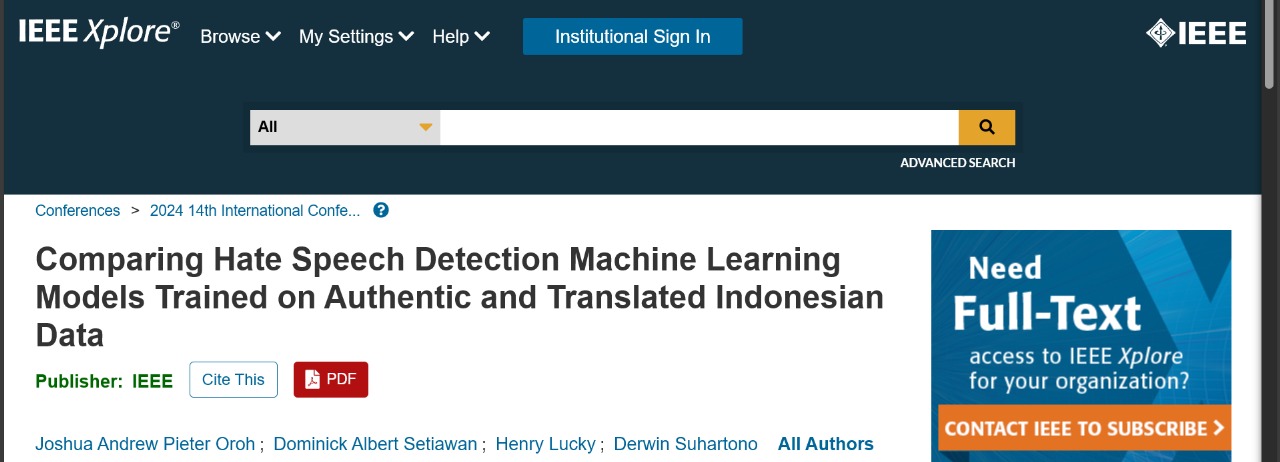 IEEE Xplore® Browse My Settings Help Institutional Sign In IEEE
All
ADVANCED SEARCH
Conferences > 2024 14th International Confe... ?
Comparing Hate Speech Detection Machine Learning
Models Trained on Authentic and Translated Indonesian
Data
Publisher: IEEE Cite This PDF
Joshua Andrew Pieter Oroh ; Dominick Albert Setiawan ; Henry Lucky ; Derwin Suhartono All Authors
Need
Full-Text
access to IEEE Xplore
for your organization?
CONTACT IEEE TO SUBSCRIBE >